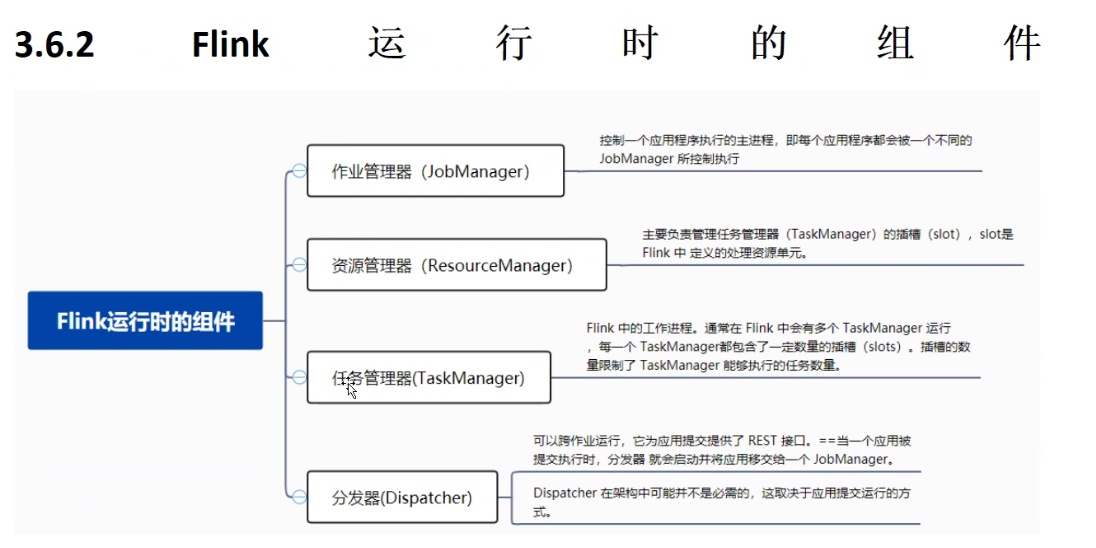 3.6.2 Flink 运行时的组件
Flink运行时的组件
作业管理器（JobManager）
控制一个应用程序执行的主进程，即每个应用程序都会被一个不同的
JobManager 所控制执行
资源管理器（ResourceManager）
主要负责管理任务管理器（TaskManager）的插槽（slot），slot是
Flink 中 定义的处理资源单元。
任务管理器(TaskManager)
Flink 中的工作进程。通常在 Flink 中会有多个 TaskManager 运行
，每一个 TaskManager都包含了一定数量的插槽（slots）。插槽的数
量限制了 TaskManager 能够执行的任务数量。
分发器(Dispatcher)
可以跨作业运行，它为应用提交提供了 REST 接口。==当一个应用被
提交执行时，分发器 就会启动并将应用移交给一个 JobManager。
Dispatcher 在架构中可能并不是必需的，这取决于应用提交运行的方
式。